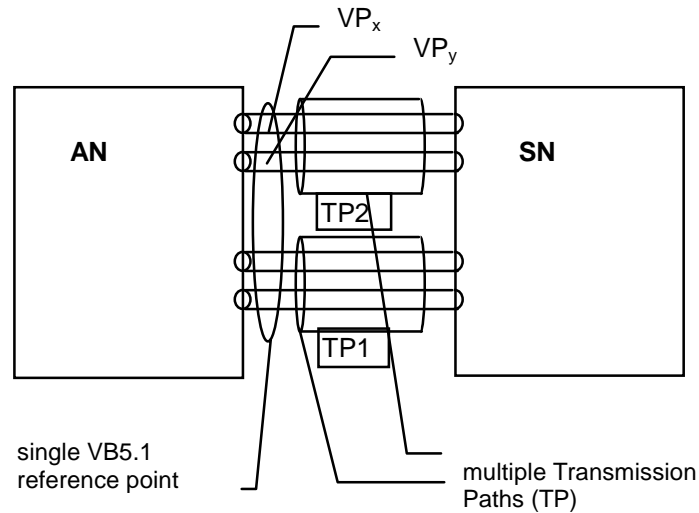 VPx
VPy
AN
SN
TP2
TP1
single VB5.1
reference point
multiple Transmission
Paths (TP)